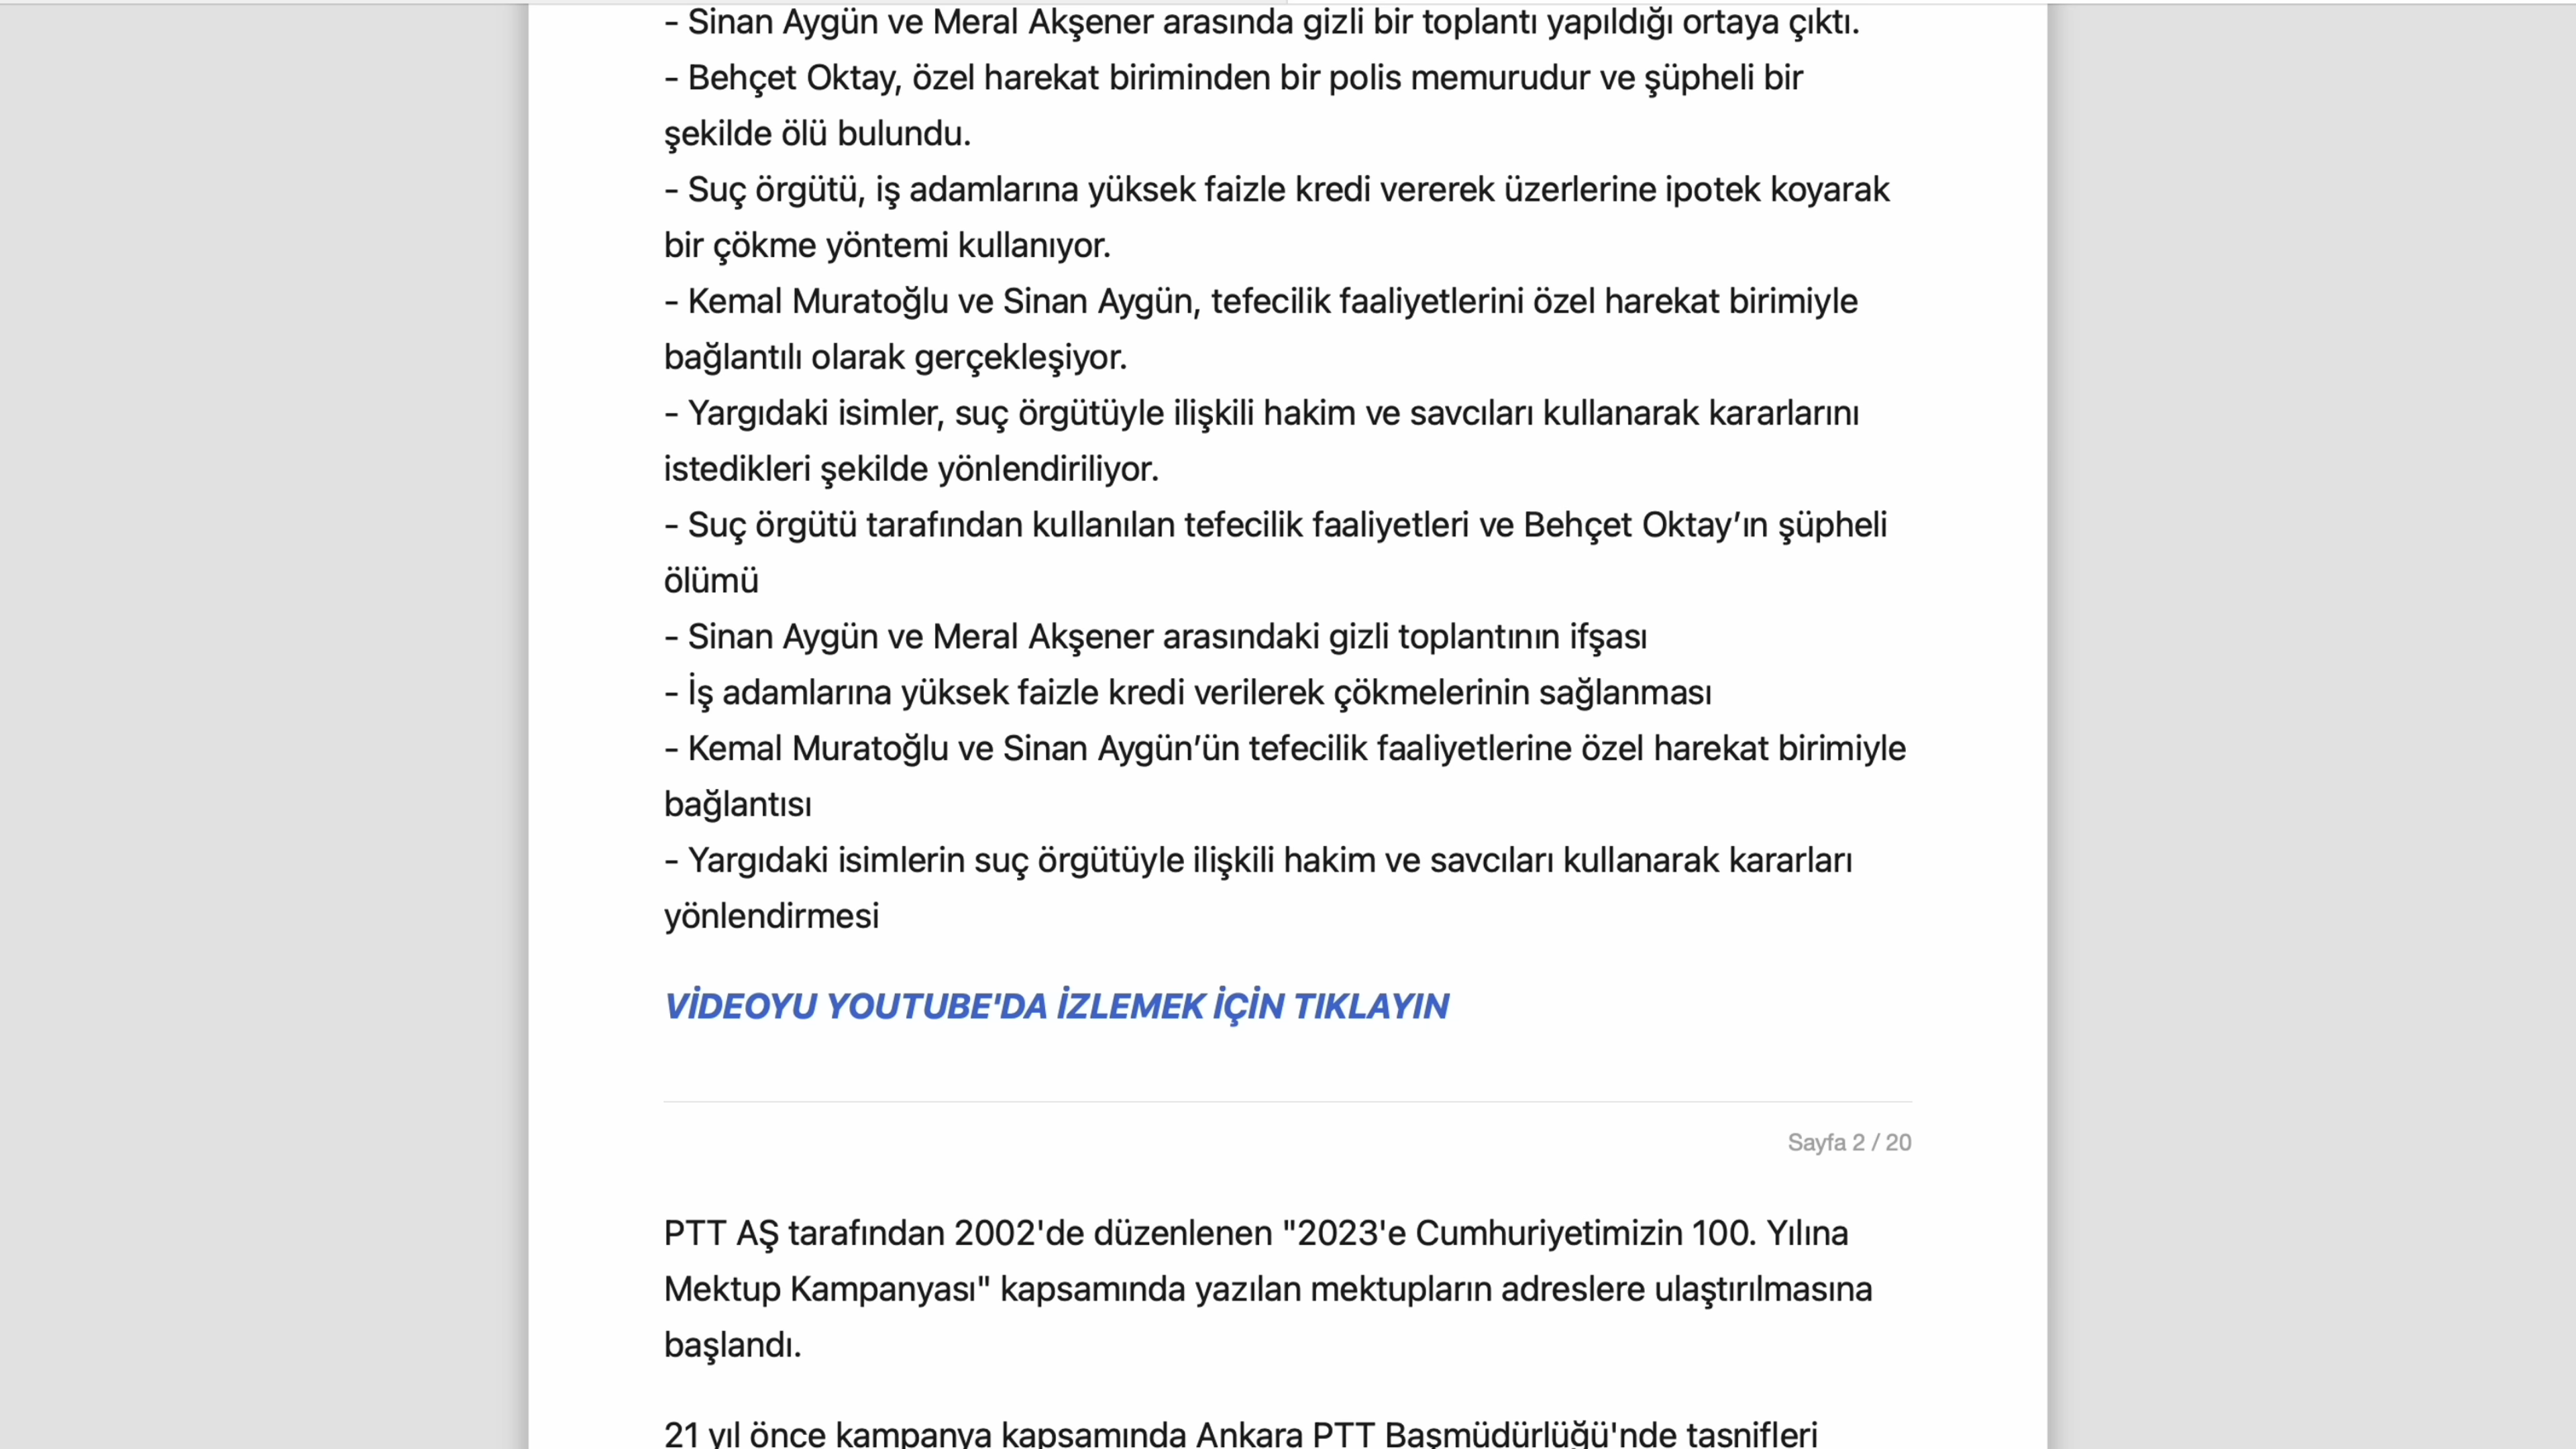 - Sinan Aygün ve Meral Akşener arasında gizli bir toplantı yapıldığı ortaya çıktı.
- Behçet Oktay, özel harekat biriminden bir polis memurudur ve şüpheli bir
şekilde ölü bulundu.
- Suç örgütü, iş adamlarına yüksek faizle kredi vererek üzerlerine ipotek koyarak
bir çökme yöntemi kullanıyor.
- Kemal Muratoğlu ve Sinan Aygün, tefecilik faaliyetlerini özel harekat birimiyle
bağlantılı olarak gerçekleşiyor.
- Yargıdaki isimler, suç örgütüyle ilişkili hakim ve savcıları kullanarak kararlarını
istedikleri şekilde yönlendiriliyor.
- Suç örgütü tarafından kullanılan tefecilik faaliyetleri ve Behçet Oktay’ın şüpheli
ölümü
- Sinan Aygün ve Meral Akşener arasındaki gizli toplantının ifşası
- İş adamlarına yüksek faizle kredi verilerek çökmelerinin sağlanması
- Kemal Muratoğlu ve Sinan Aygün’ün tefecilik faaliyetlerine özel harekat birimiyle
bağlantısı
- Yargıdaki isimlerin suç örgütüyle ilişkili hakim ve savcıları kullanarak kararları
yönlendirmesi
VİDEOYU YOUTUBE'DA İZLEMEK İÇİN TIKLAYIN
Sayfa 2 / 20
PTT AŞ tarafından 2002'de düzenlenen "2023'e Cumhuriyetimizin 100. Yılına
Mektup Kampanyası" kapsamında yazılan mektupların adreslere ulaştırılmasına
başlandı.
21 yıl önce kampanya kapsamında Ankara PTT Başmüdürlüğü'nde tasnifleri